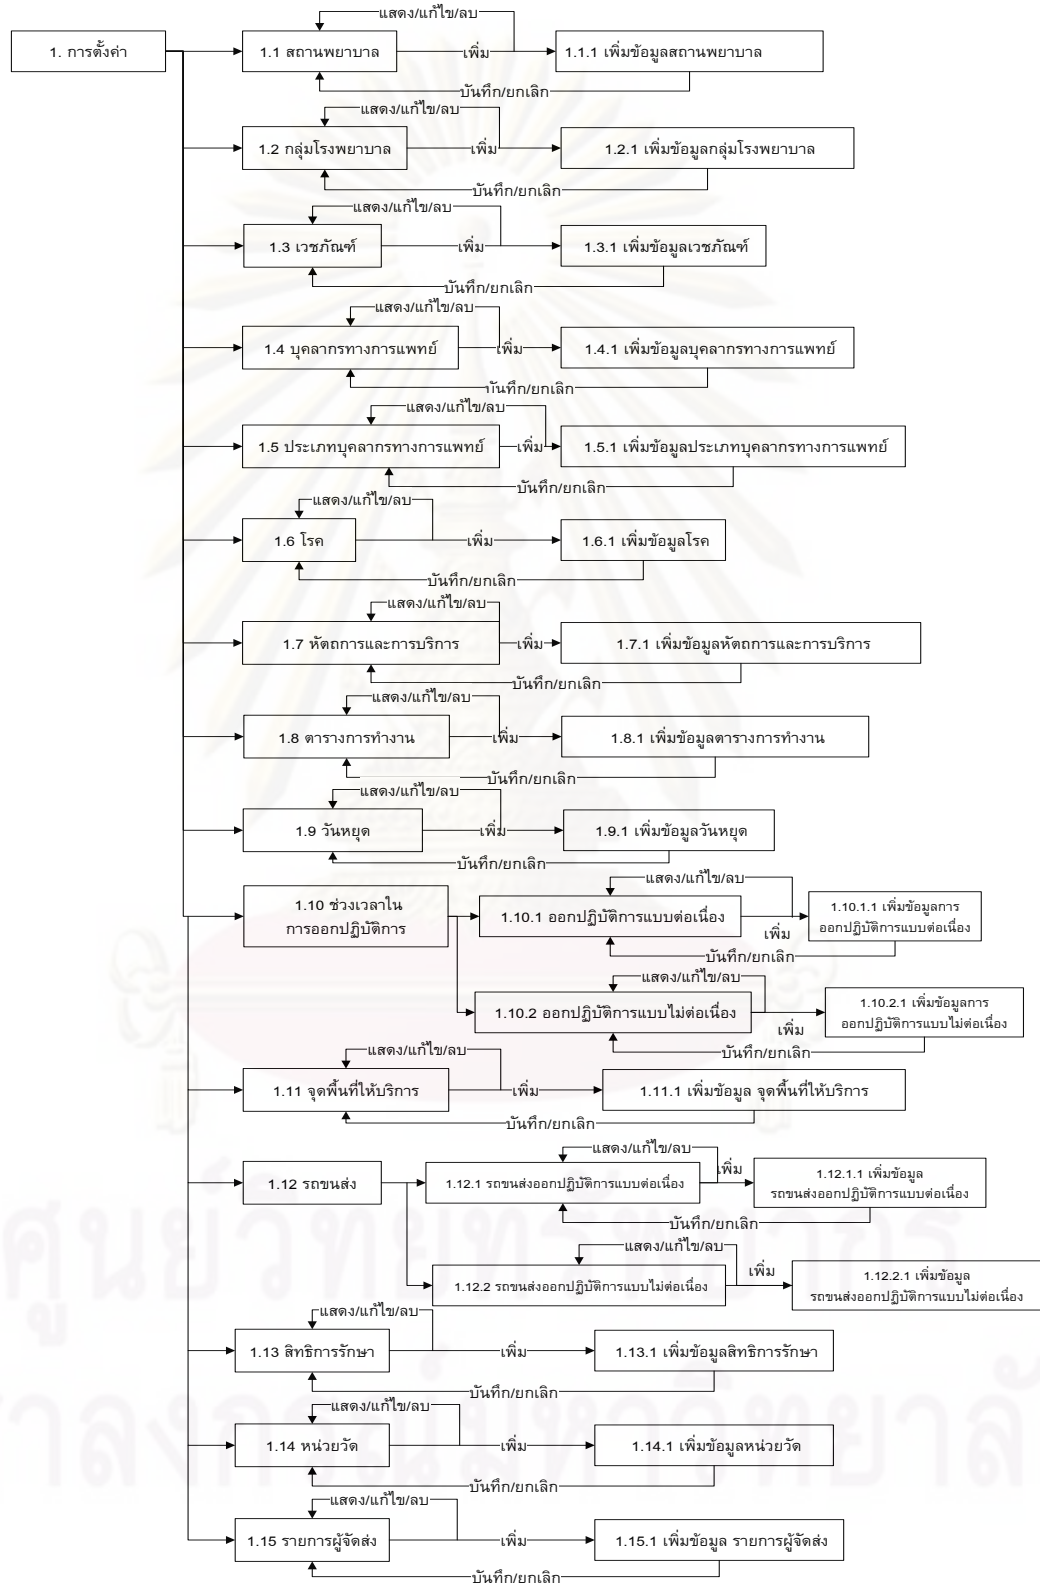 แสดง/แก้ไข/ลบ
1. การตั้งค่า
1.1 สถานพยาบาล
เพิ่ม
1.1.1 เพิ่มข้อมูลสถานพยาบาล
บันทึก/ยกเลิก
แสดง/แก้ไข/ลบ
1.2 กลุ่มโรงพยาบาล
เพิ่ม
1.2.1 เพิ่มข้อมูลกลุ่มโรงพยาบาล
บันทึก/ยกเลิก
แสดง/แก้ไข/ลบ
1.3 เวชภัณฑ์
เพิ่ม
1.3.1 เพิ่มข้อมูลเวชภัณฑ์
บันทึก/ยกเลิก
แสดง/แก้ไข/ลบ
1.4 บุคลากรทางการแพทย์
เพิ่ม
1.4.1 เพิ่มข้อมูลบุคลากรทางการแพทย์
บันทึก/ยกเลิก
แสดง/แก้ไข/ลบ
1.5 ประเภทบุคลากรทางการแพทย์
เพิ่ม
1.5.1 เพิ่มข้อมูลประเภทบุคลากรทางการแพทย์
บันทึก/ยกเลิก
แสดง/แก้ไข/ลบ
1.6 โรค
เพิ่ม
1.6.1 เพิ่มข้อมูลโรค
บันทึก/ยกเลิก
แสดง/แก้ไข/ลบ
1.7 หัตถการและการบริการ
เพิ่ม
1.7.1 เพิ่มข้อมูลหัตถการและการบริการ
บันทึก/ยกเลิก
แสดง/แก้ไข/ลบ
1.8 ตารางการทำงาน
เพิ่ม
1.8.1 เพิ่มข้อมูลตารางการทำงาน
บันทึก/ยกเลิก
แสดง/แก้ไข/ลบ
1.9 วันหยุด
เพิ่ม
1.9.1 เพิ่มข้อมูลวันหยุด
บันทึก/ยกเลิก
แสดง/แก้ไข/ลบ
1.10 ช่วงเวลาใน
การออกปฏิบัติการ
1.10.1 ออกปฏิบัติการแบบต่อเนื่อง
เพิ่ม
1.10.1.1 เพิ่มข้อมูลการ
ออกปฏิบัติการแบบต่อเนื่อง
บันทึก/ยกเลิก
แสดง/แก้ไข/ลบ
1.10.2 ออกปฏิบัติการแบบไม่ต่อเนื่อง
เพิ่ม
1.10.2.1 เพิ่มข้อมูลการ
ออกปฏิบัติการแบบไม่ต่อเนื่อง
บันทึก/ยกเลิก
แสดง/แก้ไข/ลบ
1.11 จุดพื้นที่ให้บริการ
เพิ่ม
1.11.1 เพิ่มข้อมูล จุดพื้นที่ให้บริการ
บันทึก/ยกเลิก
แสดง/แก้ไข/ลบ
1.12 รถขนส่ง
1.12.1 รถขนส่งออกปฏิบัติการแบบต่อเนื่อง
เพิ่ม
1.12.1.1 เพิ่มข้อมูล
รถขนส่งออกปฏิบัติการแบบต่อเนื่อง
บันทึก/ยกเลิก
แสดง/แก้ไข/ลบ
1.12.2 รถขนส่งออกปฏิบัติการแบบไม่ต่อเนื่อง
เพิ่ม
1.12.2.1 เพิ่มข้อมูล
รถขนส่งออกปฏิบัติการแบบไม่ต่อเนื่อง
แสดง/แก้ไข/ลบ
1.13 สิทธิการรักษา
เพิ่ม
1.13.1 เพิ่มข้อมูลสิทธิการรักษา
บันทึก/ยกเลิก
แสดง/แก้ไข/ลบ
1.14 หน่วยวัด
เพิ่ม
1.14.1 เพิ่มข้อมูลหน่วยวัด
บันทึก/ยกเลิก
แสดง/แก้ไข/ลบ
1.15 รายการผู้จัดส่ง
เพิ่ม
1.15.1 เพิ่มข้อมูล รายการผู้จัดส่ง
บันทึก/ยกเลิก
ศูนย์วิทยทรัพยากร